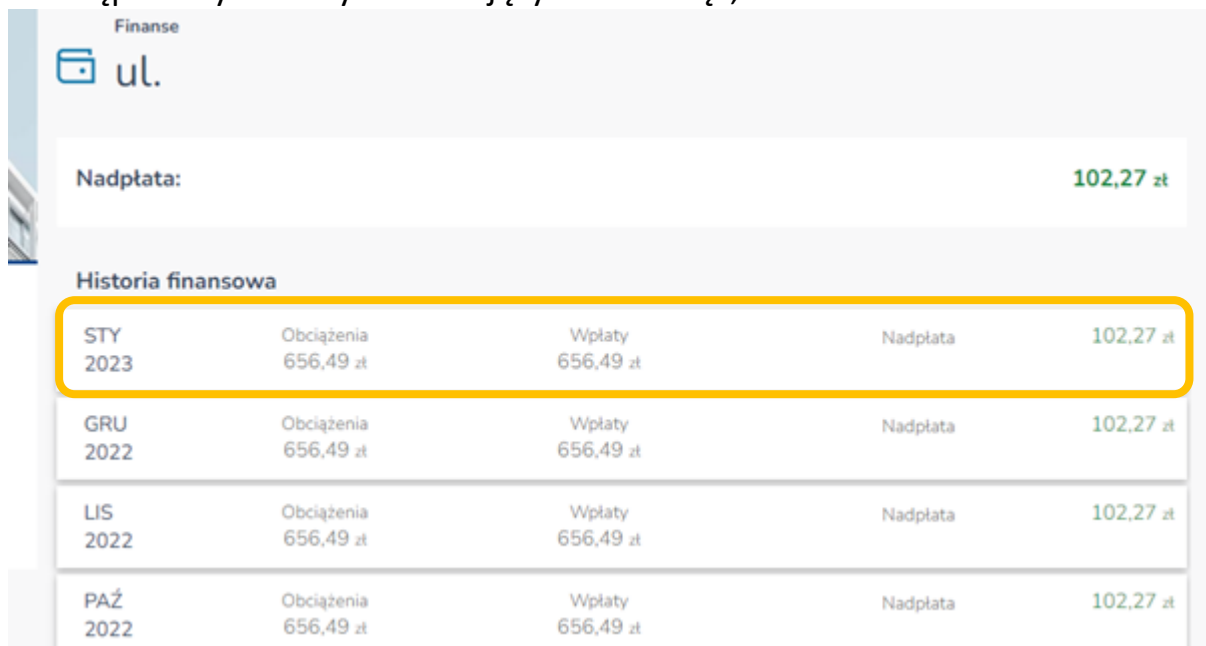 Finanse
ul.
Nadpłata: 102,27 zł
Historia finansowa
STY Obciążenia Wpłaty Nadpłata 102,27 zł
2023 656,49 zł 656,49 zł
GRU Obciążenia Wpłaty Nadpłata 102,27 zł
2022 656,49 zł 656,49 zł
LIS Obciążenia Wpłaty Nadpłata 102,27 zł
2022 656,49 zł 656,49 zł
PAŹ Obciążenia Wpłaty Nadpłata 102,27 zł
2022 656,49 zł 656,49 zł